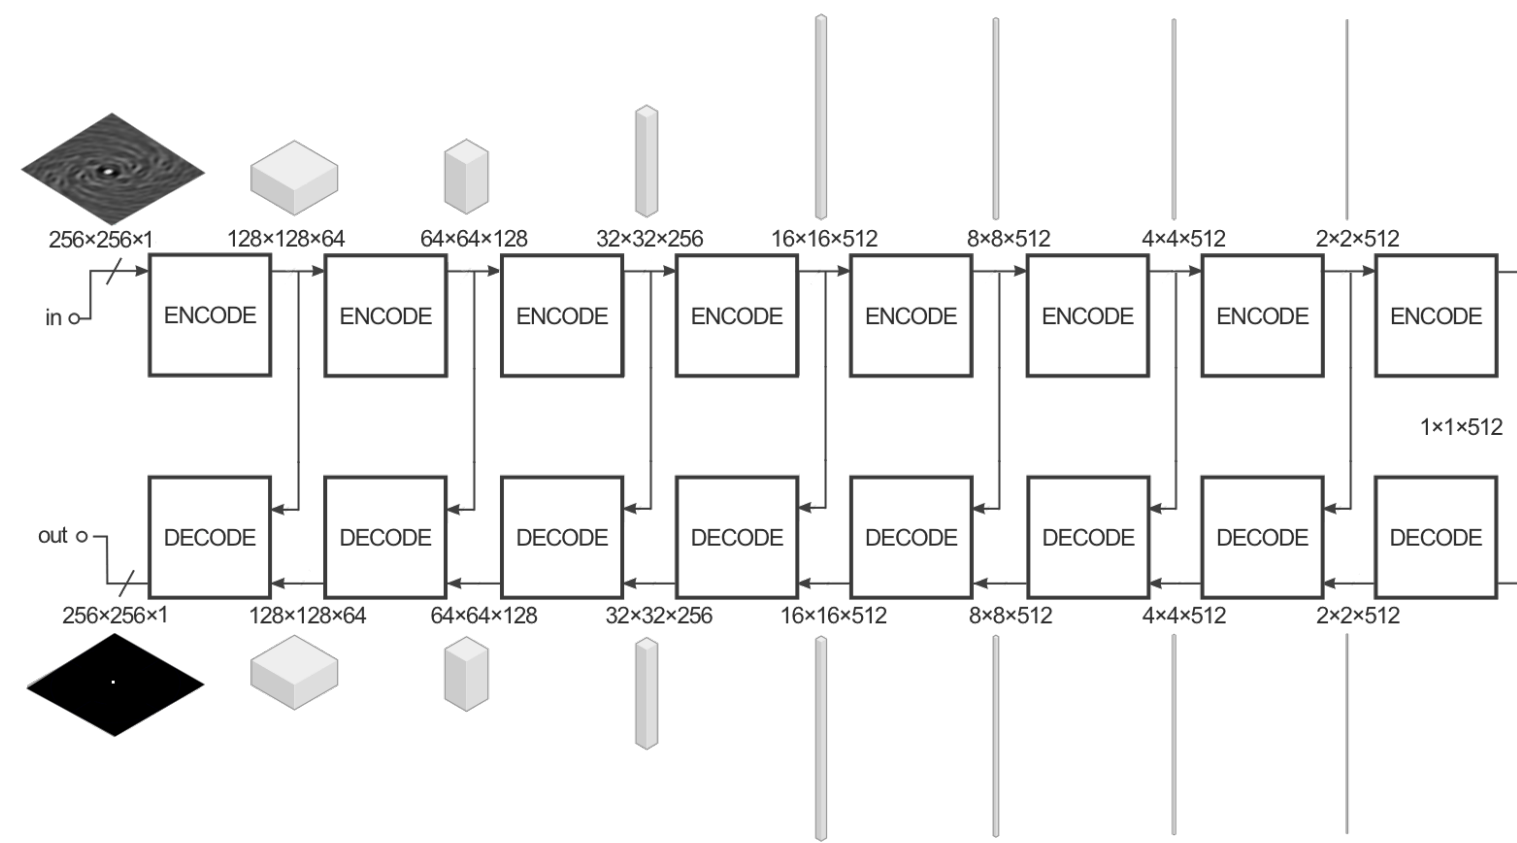 256×256×1 128×128×64 64×64×128 32×32×256 16×16×512 8×8×512 4×4×512 2×2×512
in ENCODE ENCODE ENCODE ENCODE ENCODE ENCODE ENCODE ENCODE
1×1×512
out DECODE DECODE DECODE DECODE DECODE DECODE DECODE DECODE
256×256×1 128×128×64 64×64×128 32×32×256 16×16×512 8×8×512 4×4×512 2×2×512